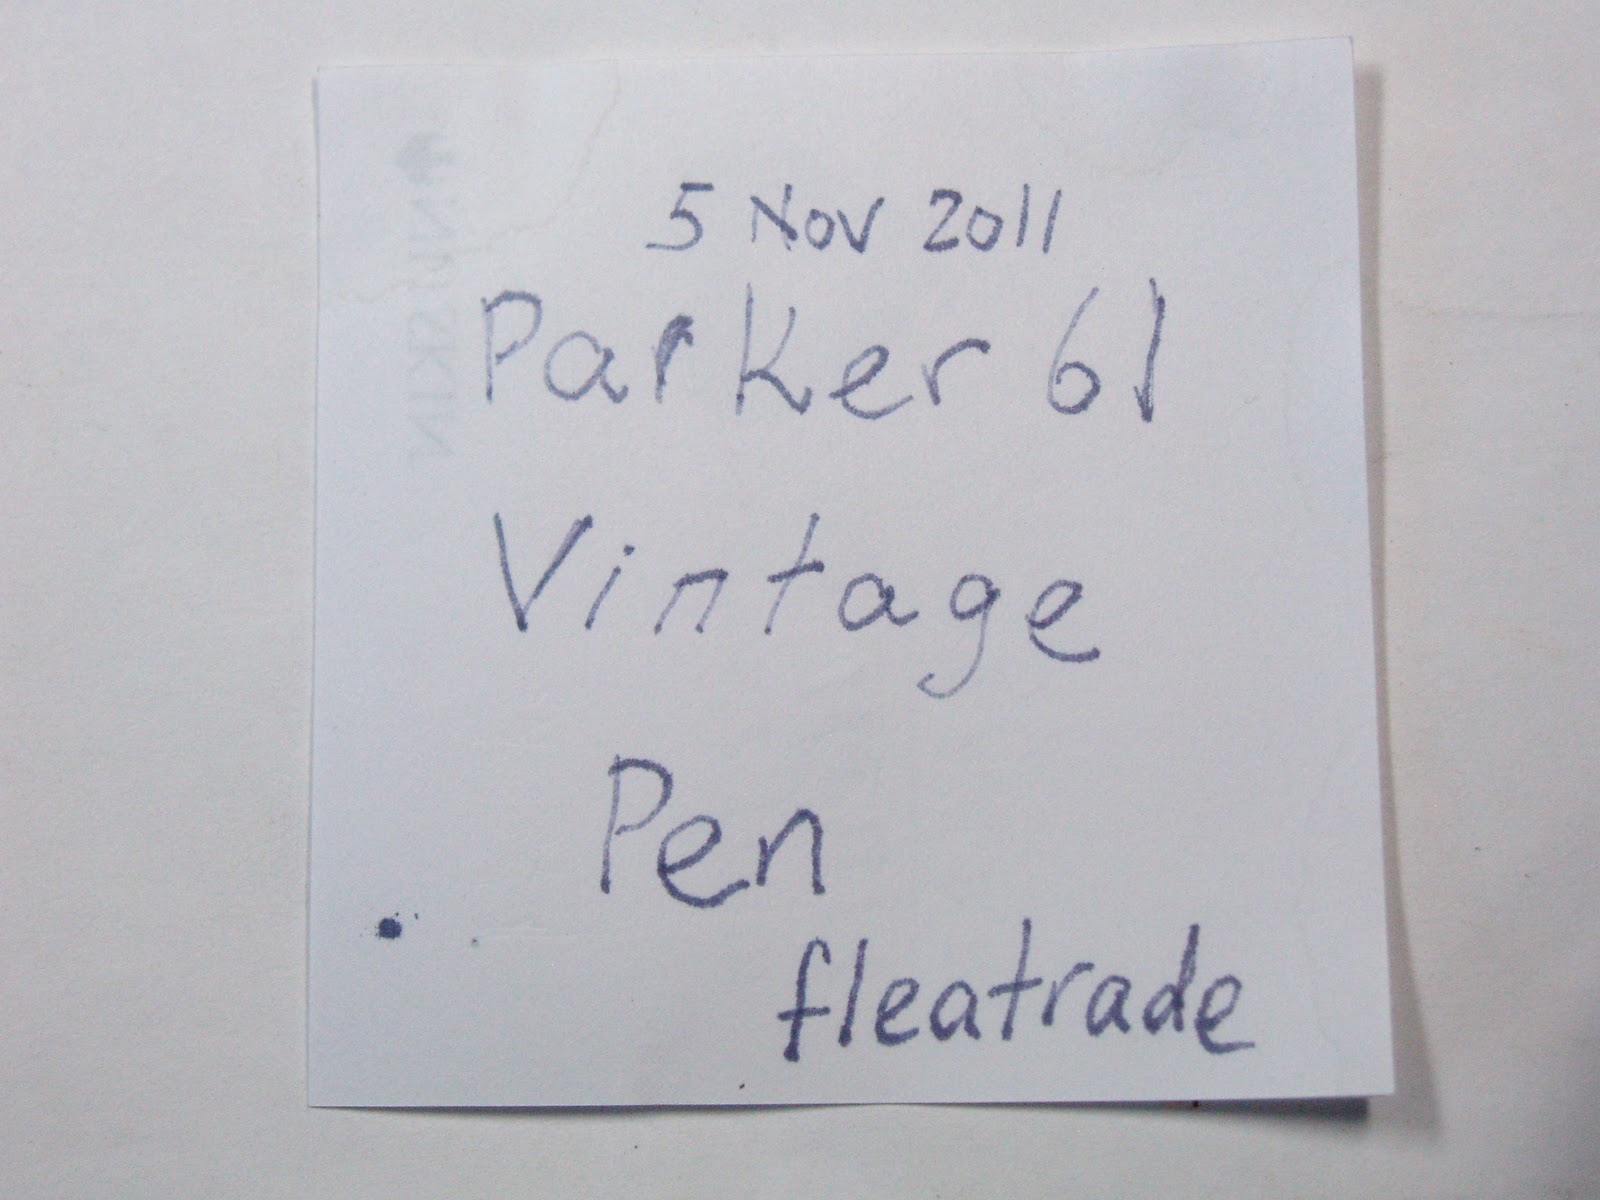 5 Nov 2011
Parker 61
Vintage
Pen
fleatrade